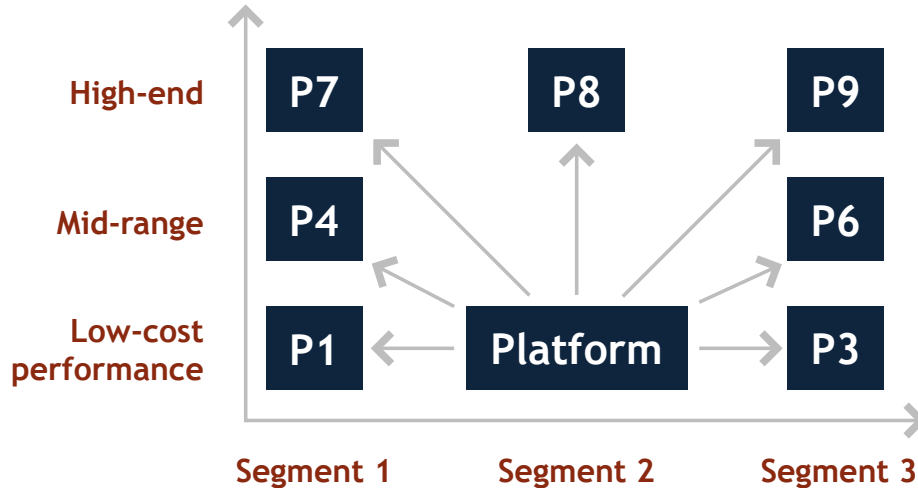 High-end
P7
P8
P9
Mid-range
P4
P6
Low-cost
performance
P1
Platform
P3
Segment 1
Segment 2
Segment 3